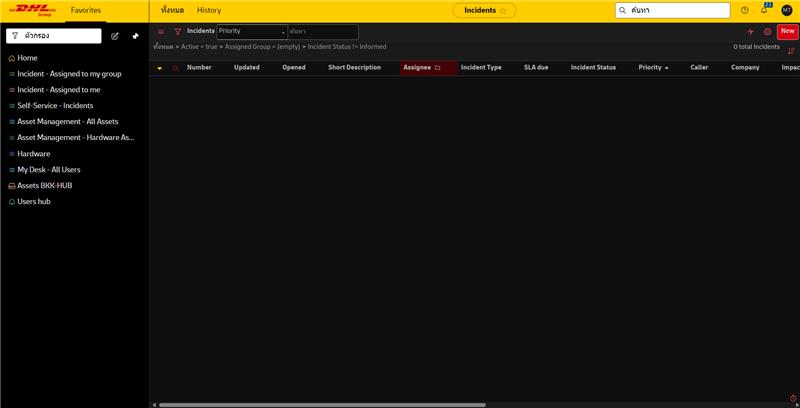 DHL Group
Favorites
ทั้งหมด
History
Incidents
ค้นหา
21
MT
ตัวกรอง
Incidents
Priority
ค้นหา
New
ทั้งหมด > Active = true > Assigned Group = (empty) > Incident Status != Informed
0 total Incidents
Number Updated Opened Short Description Assignee Incident Type SLA due Incident Status Priority Caller Company Impac
Home
Incident - Assigned to my group
Incident - Assigned to me
Self-Service - Incidents
Asset Management - All Assets
Asset Management - Hardware As...
Hardware
My Desk - All Users
Assets BKK-HUB
Users hub